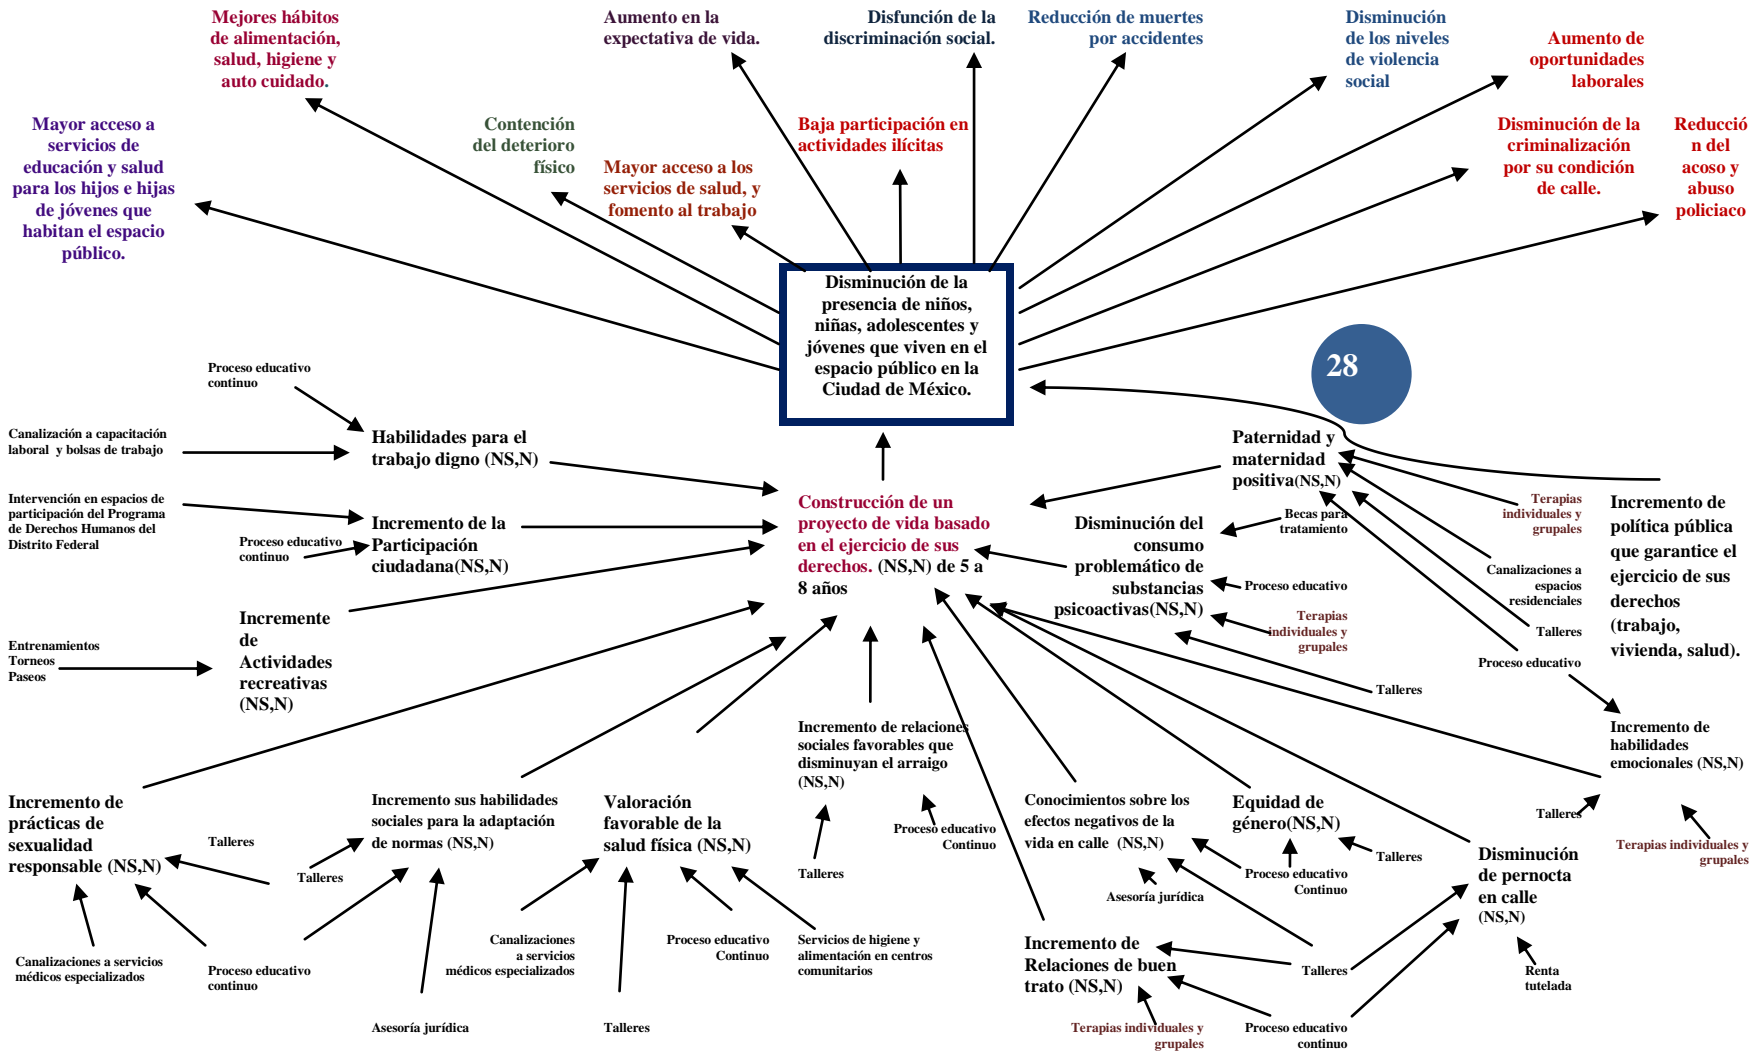 Mejores hábitos
de alimentación,
salud, higiene y
auto cuidado.
Aumento en la
expectativa de vida.
Disfunción de la
discriminación social.
Reducción de muertes
por accidentes
Disminución
de los niveles
de violencia
social
Aumento de
oportunidades
laborales
Mayor acceso a
servicios de
educación y salud
para los hijos e hijas
de jóvenes que
habitan el espacio
público.
Contención
del deterioro
físico
Mayor acceso a los
servicios de salud, y
fomento al trabajo
Baja participación en
actividades ilícitas
Disminución de la
criminalización
por su condición
de calle.
Reducció
n del
acoso y
abuso
policiaco
Disminución de la
presencia de niños,
niñas, adolescentes y
jóvenes que viven en el
espacio público en la
Ciudad de México.
28
Proceso educativo
continuo
Canalización a capacitación
laboral y bolsas de trabajo
Habilidades para el
trabajo digno (NS,N)
Intervención en espacios de
participación del Programa
de Derechos Humanos del
Distrito Federal
Proceso educativo
continuo
Incremento de la
Participación
ciudadana(NS,N)
Construcción de un
proyecto de vida basado
en el ejercicio de sus
derechos. (NS,N) de 5 a
8 años
Paternidad y
maternidad
positiva(NS,N)
Becas para
tratamiento
Disminución del
consumo
problemático de
substancias
psicoactivas(NS,N)
Proceso educativo
Terapias
individuales y
grupales
Talleres
Terapias
individuales y
grupales
Canalizaciones a
espacios
residenciales
Talleres
Proceso educativo
Incremento de
política pública
que garantice el
ejercicio de sus
derechos
(trabajo,
vivienda, salud).
Entrenamientos
Torneos
Paseos
Incremente
de
Actividades
recreativas
(NS,N)
Incremento de relaciones
sociales favorables que
disminuyan el arraigo
(NS,N)
Incremento de
habilidades
emocionales (NS,N)
Talleres
Terapias individuales y
grupales
Incremento de
prácticas de
sexualidad
responsable (NS,N)
Talleres
Canalizaciones a servicios
médicos especializados
Proceso educativo
continuo
Incremento sus habilidades
sociales para la adaptación
de normas (NS,N)
Talleres
Asesoría jurídica
Valoración
favorable de la
salud física (NS,N)
Canalizaciones
a servicios
médicos especializados
Talleres
Proceso educativo
Continuo
Servicios de higiene y
alimentación en centros
comunitarios
Talleres
Proceso educativo
Continuo
Conocimientos sobre los
efectos negativos de la
vida en calle (NS,N)
Asesoría jurídica
Equidad de
género(NS,N)
Proceso educativo
Continuo
Talleres
Disminución
de pernocta
en calle
(NS,N)
Renta
tutelada
Incremento de
Relaciones de buen
trato (NS,N)
Talleres
Terapias individuales y
grupales
Proceso educativo
continuo